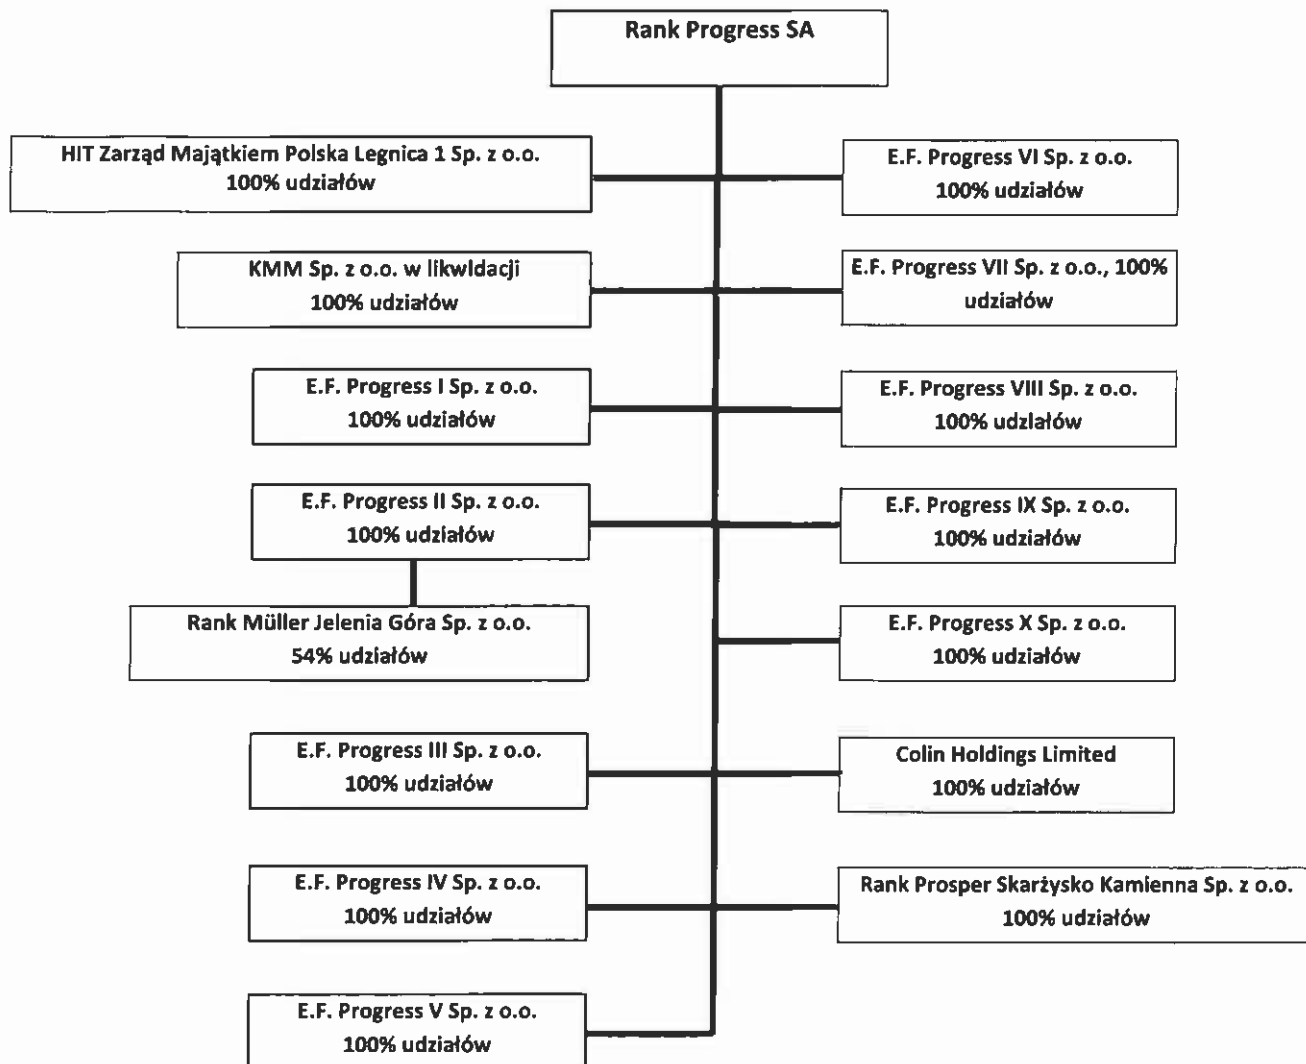 Rank Progress SA
HIT Zarząd Majątkiem Polska Legnica 1 Sp. z o.o.
100% udziałów
E.F. Progress VI Sp. z o.o.
100% udziałów
KMM Sp. z o.o. w likwidacji
100% udziałów
E.F. Progress VII Sp. z o.o., 100%
udziałów
E.F. Progress I Sp. z o.o.
100% udziałów
E.F. Progress VIII Sp. z o.o.
100% udziałów
E.F. Progress II Sp. z o.o.
100% udziałów
E.F. Progress IX Sp. z o.o.
100% udziałów
Rank Müller Jelenia Góra Sp. z o.o.
54% udziałów
E.F. Progress X Sp. z o.o.
100% udziałów
E.F. Progress III Sp. z o.o.
100% udziałów
Colin Holdings Limited
100% udziałów
E.F. Progress IV Sp. z o.o.
100% udziałów
Rank Prosper Skarżysko Kamienna Sp. z o.o.
100% udziałów
E.F. Progress V Sp. z o.o.
100% udziałów